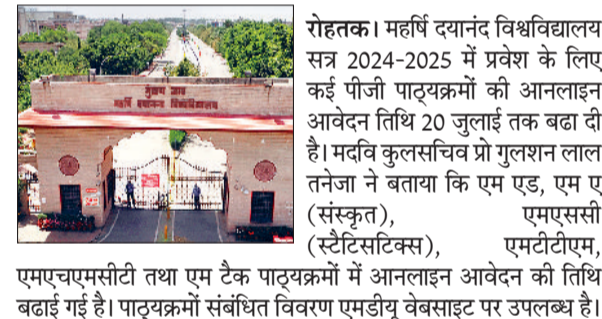 मुख्य द्वार
महर्षि दयानन्द विश्वविद्यालय
रोहतक। महर्षि दयानंद विश्वविद्यालय
सत्र 2024-2025 में प्रवेश के लिए
कई पीजी पाठ्यक्रमों की आनलाइन
आवेदन तिथि 20 जुलाई तक बढा दी
है। मदवि कुलसचिव प्रो गुलशन लाल
तनेजा ने बताया कि एम एड, एम ए
(संस्कृत), एमएससी
(स्टैटिसटिक्स), एमटीटीएम,
एमएचएमसीटी तथा एम टैक पाठ्यक्रमों में आनलाइन आवेदन की तिथि
बढाई गई है। पाठ्यक्रमों संबंधित विवरण एमडीयू वेबसाइट पर उपलब्ध है।